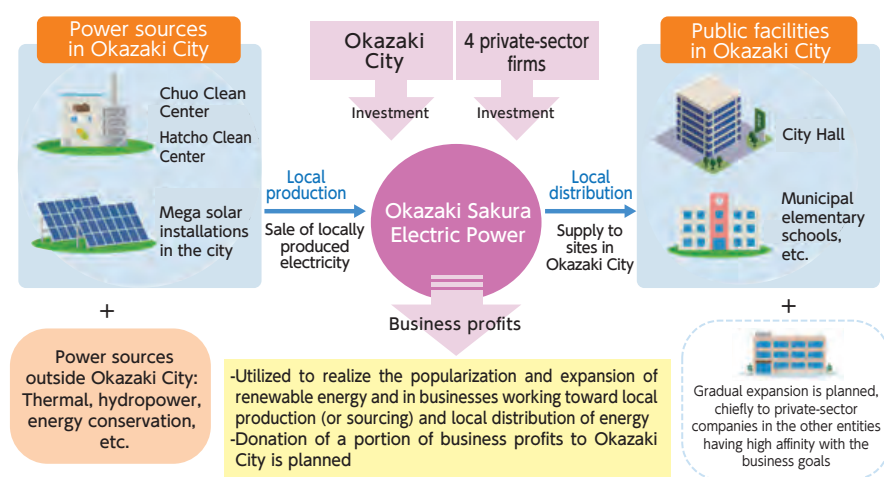 Power sources
in Okazaki City
Chuo Clean
Center
Hatcho Clean
Center
Mega solar
installations
in the city
+
Power sources
outside Okazaki City:
Thermal, hydropower,
energy conservation,
etc.
Okazaki
City
4 private-sector
firms
Investment
Investment
Local
production
Sale of locally
produced
electricity
Okazaki Sakura
Electric Power
Local
distribution
Supply to
sites in
Okazaki City
Business profits
-Utilized to realize the popularization and expansion of
renewable energy and in businesses working toward local
production (or sourcing) and local distribution of energy
-Donation of a portion of business profits to Okazaki
City is planned
Public facilities
in Okazaki City
City Hall
Municipal
elementary
schools,
etc.
+
Gradual expansion is planned,
chiefly to private-sector
companies in the other entities
having high affinity with the
business goals